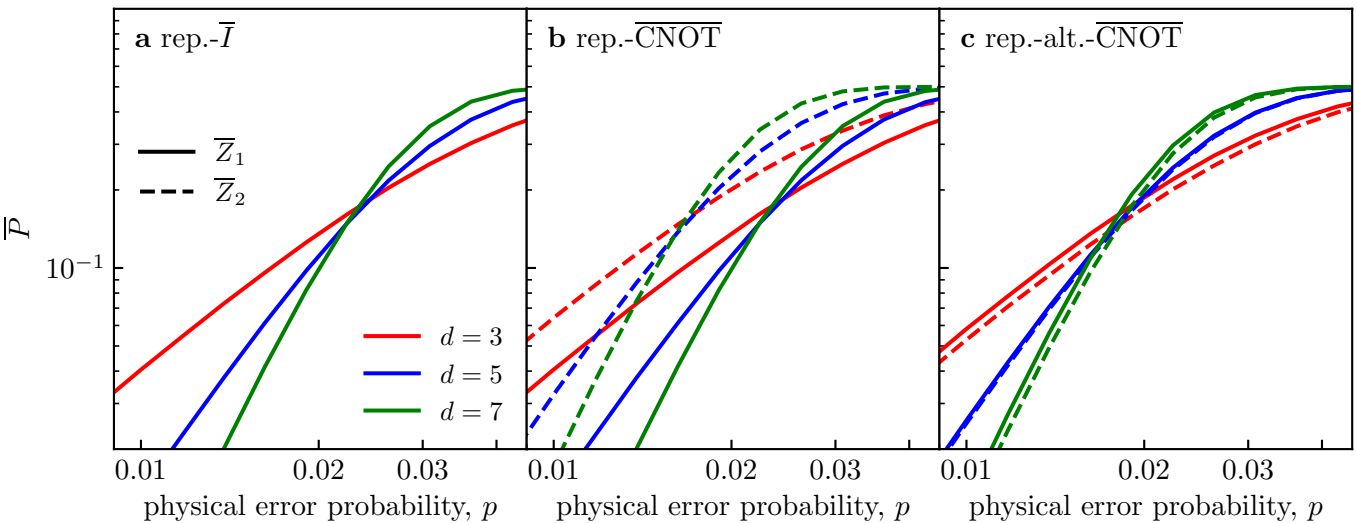 a rep.-I̅
b rep.-C̅N̅O̅T̅
c rep.-alt.-C̅N̅O̅T̅
Z̅₁
Z̅₂
P̅
10⁻¹
d = 3
d = 5
d = 7
0.01 0.02 0.03
0.01 0.02 0.03
0.01 0.02 0.03
physical error probability, p
physical error probability, p
physical error probability, p